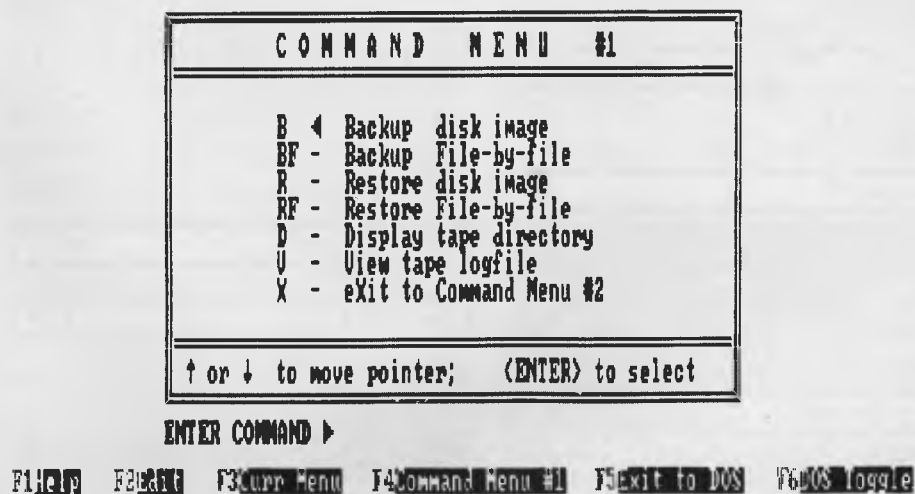 COMMAND MENU #1
B ◄ Backup disk image
BF - Backup File-by-file
R - Restore disk image
RF - Restore File-by-file
D - Display tape directory
V - View tape logfile
X - eXit to Command Menu #2
↑ or ↓ to move pointer; <ENTER> to select
ENTER COMMAND ►
F1Help F2Edit F3Curr Menu F4Command Menu #1 F5Exit to DOS F6DOS Toggle